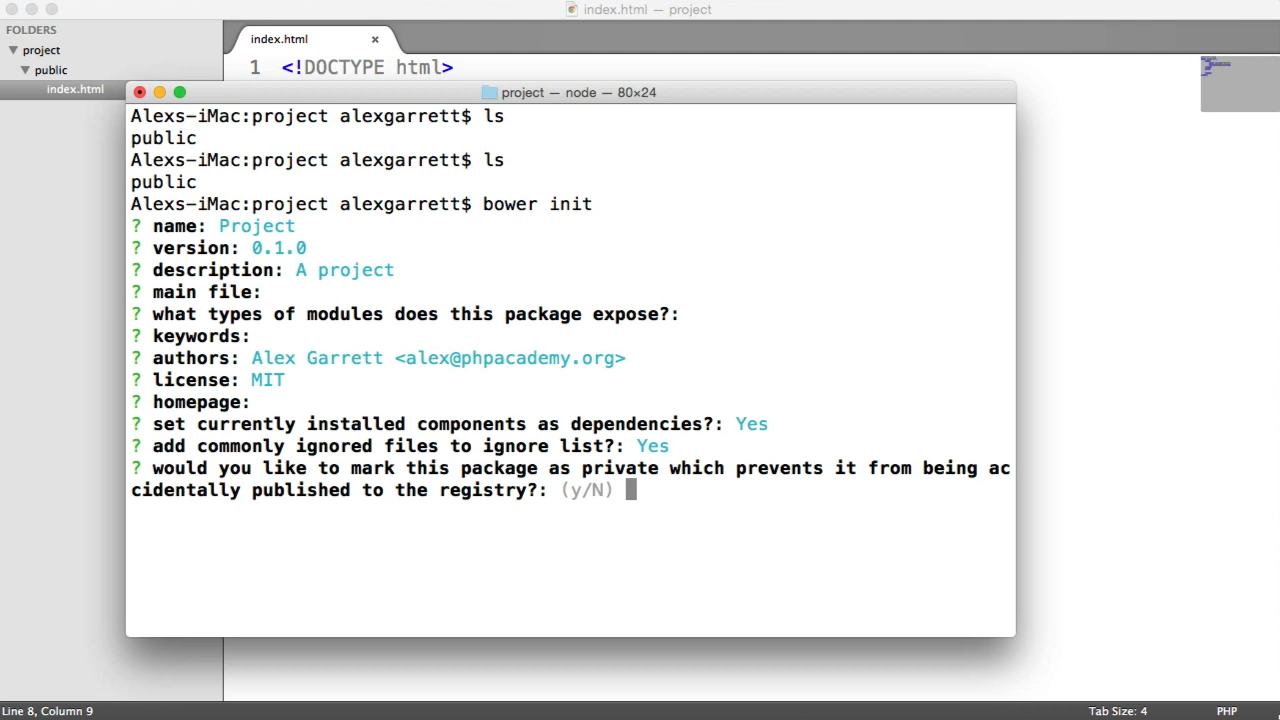 index.html — project
FOLDERS
project
public
index.html
index.html
1 <!DOCTYPE html>
project — node — 80×24
Alexs-iMac:project alexgarrett$ ls
public
Alexs-iMac:project alexgarrett$ ls
public
Alexs-iMac:project alexgarrett$ bower init
? name: Project
? version: 0.1.0
? description: A project
? main file:
? what types of modules does this package expose?:
? keywords:
? authors: Alex Garrett <alex@phpacademy.org>
? license: MIT
? homepage:
? set currently installed components as dependencies?: Yes
? add commonly ignored files to ignore list?: Yes
? would you like to mark this package as private which prevents it from being ac
cidentally published to the registry?: (y/N)
Line 8, Column 9
Tab Size: 4
PHP